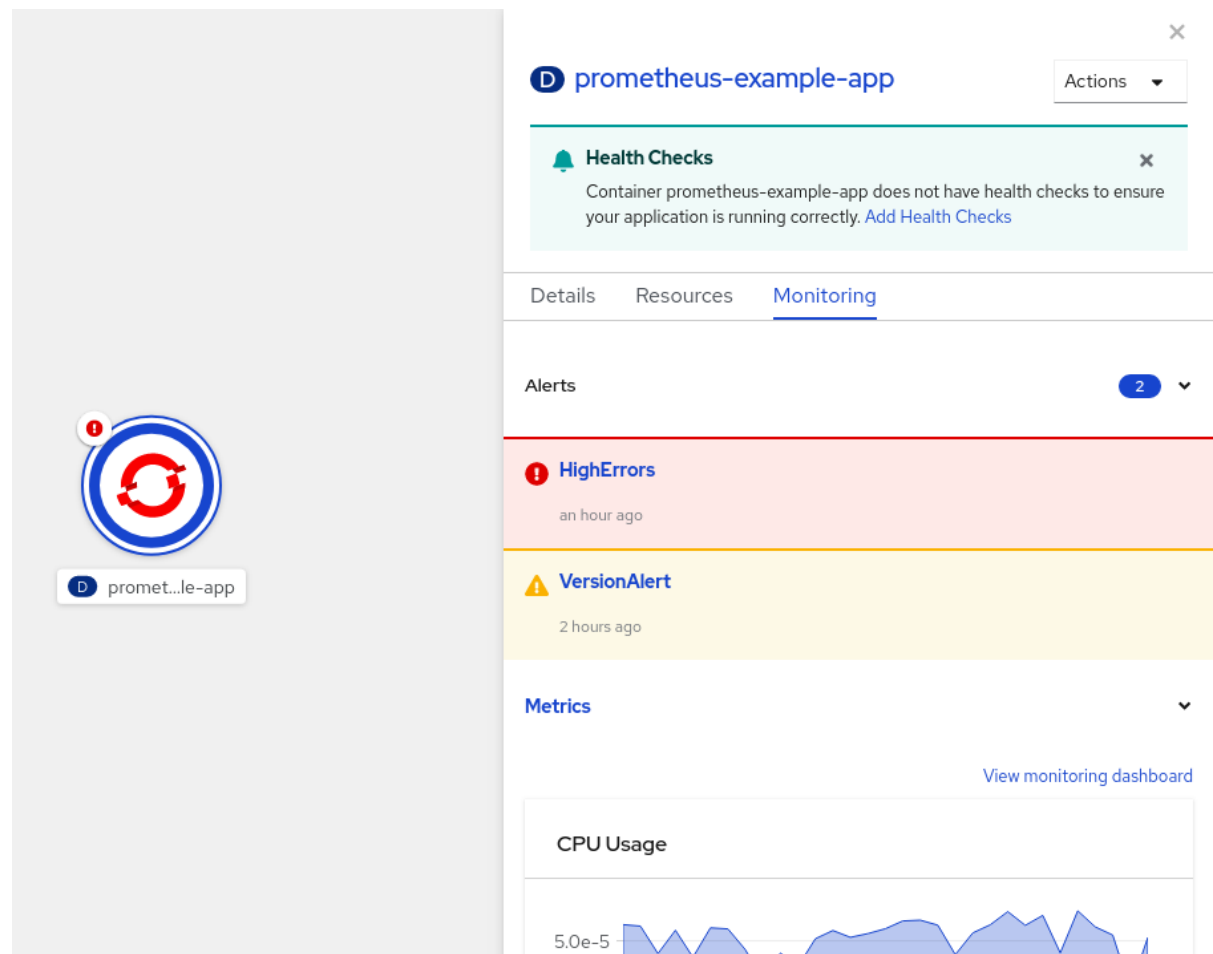 D prometheus-example-app
Actions
Health Checks
Container prometheus-example-app does not have health checks to ensure
your application is running correctly. Add Health Checks
Details Resources Monitoring
Alerts 2
HighErrors
an hour ago
D promet...le-app
VersionAlert
2 hours ago
Metrics
View monitoring dashboard
CPU Usage
5.0e-5